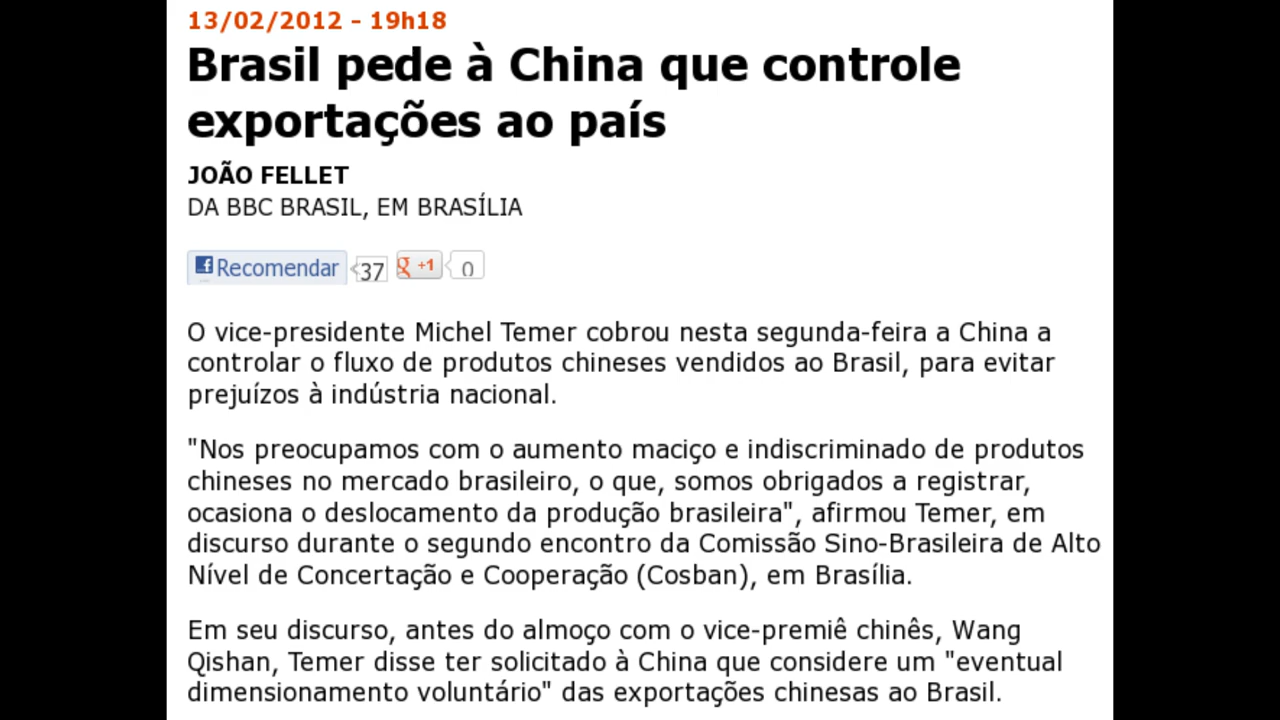 13/02/2012 - 19h18
Brasil pede à China que controle
exportações ao país
JOÃO FELLET
DA BBC BRASIL, EM BRASÍLIA
Recomendar 37 +1 0
O vice-presidente Michel Temer cobrou nesta segunda-feira a China a
controlar o fluxo de produtos chineses vendidos ao Brasil, para evitar
prejuízos à indústria nacional.
"Nos preocupamos com o aumento maciço e indiscriminado de produtos
chineses no mercado brasileiro, o que, somos obrigados a registrar,
ocasiona o deslocamento da produção brasileira", afirmou Temer, em
discurso durante o segundo encontro da Comissão Sino-Brasileira de Alto
Nível de Concertação e Cooperação (Cosban), em Brasília.
Em seu discurso, antes do almoço com o vice-premiê chinês, Wang
Qishan, Temer disse ter solicitado à China que considere um "eventual
dimensionamento voluntário" das exportações chinesas ao Brasil.